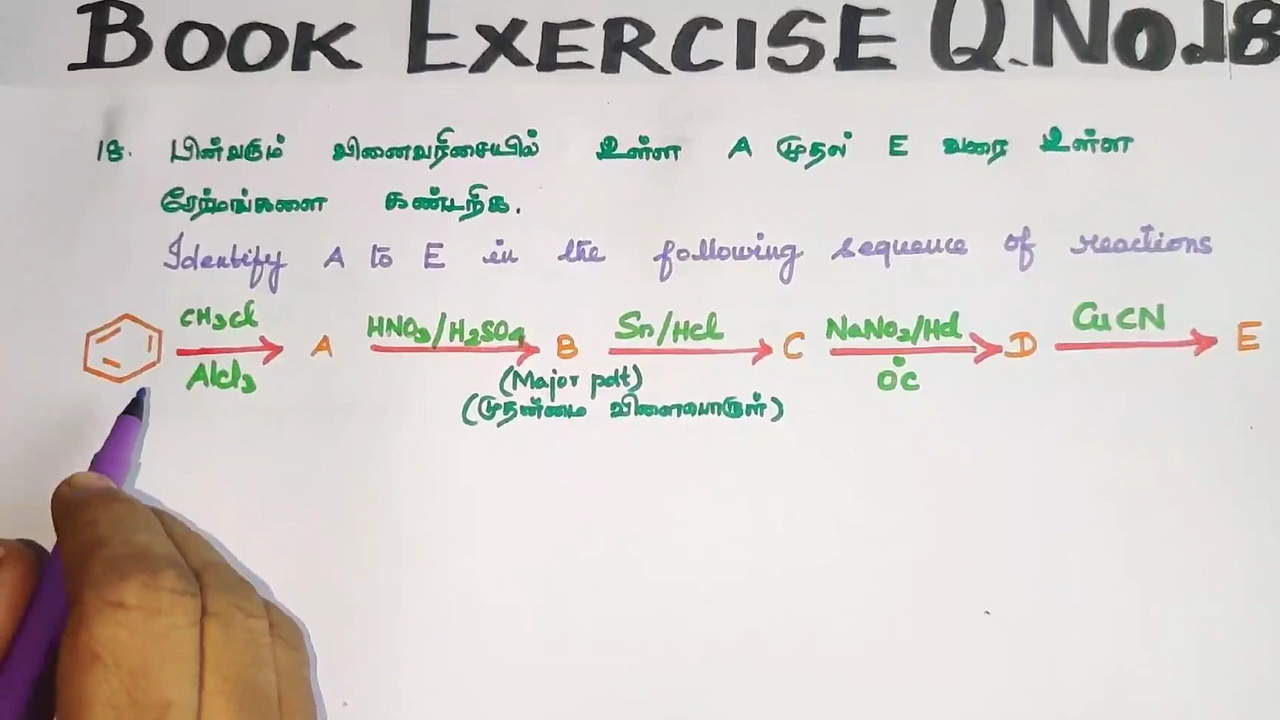 BOOK EXERCISE Q.No.18
18. பின்வரும் வினைவரிசையில் உள்ள A முதல் E வரை உள்ள
சேர்மங்களை கண்டறிக.
Identify A to E in the following sequence of reactions
CH3Cl HNO3/H2SO4 Sn/HCl NaNO2/HCl CuCN
A B C D E
AlCl3 (Major pdt) 0°C
(முதன்மை விளைபொருள்)